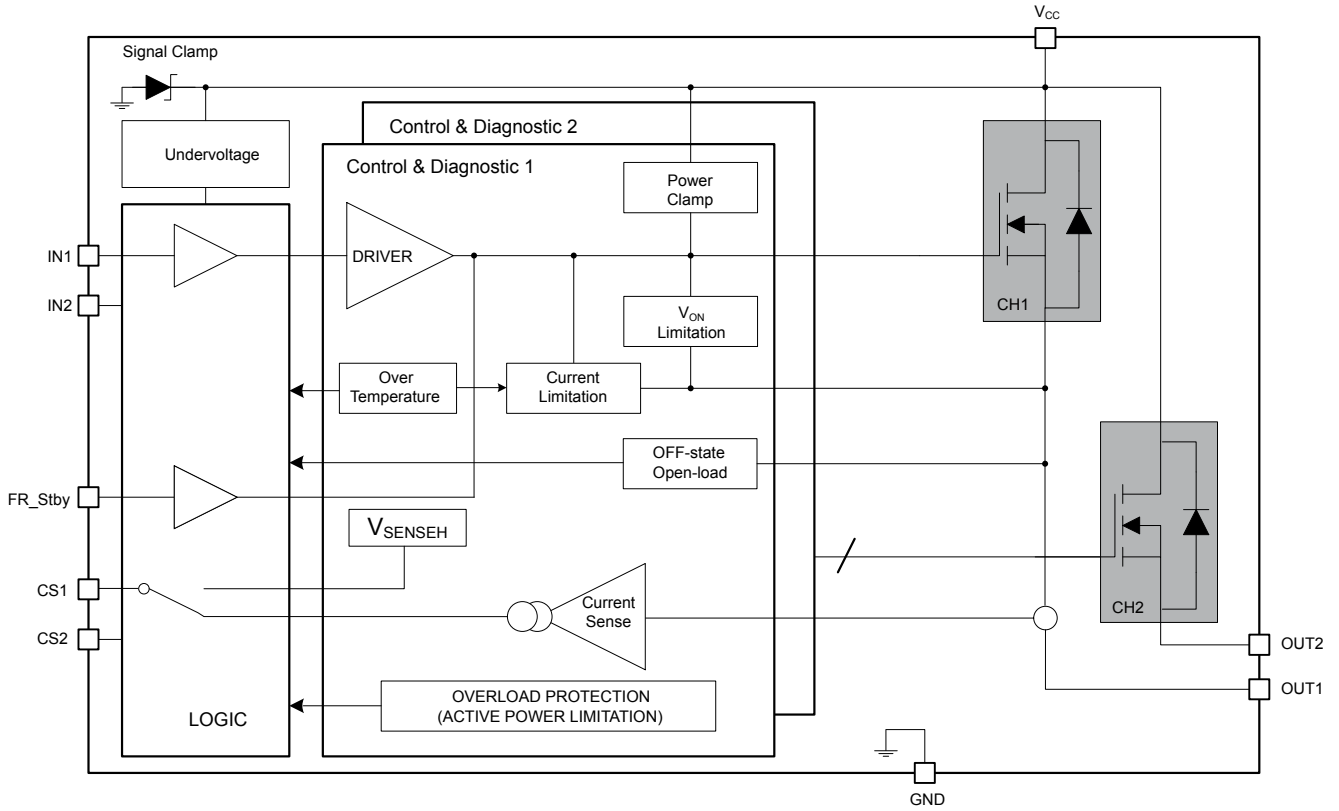 VCC
Signal Clamp
Control & Diagnostic 2
Undervoltage
Control & Diagnostic 1
Power
Clamp
IN1
DRIVER
IN2
VON
Limitation
CH1
Over
Temperature
Current
Limitation
OFF-state
Open-load
FR_Stby
VSENSEH
CS1
Current
Sense
CH2
CS2
OUT2
OUT1
OVERLOAD PROTECTION
(ACTIVE POWER LIMITATION)
LOGIC
GND